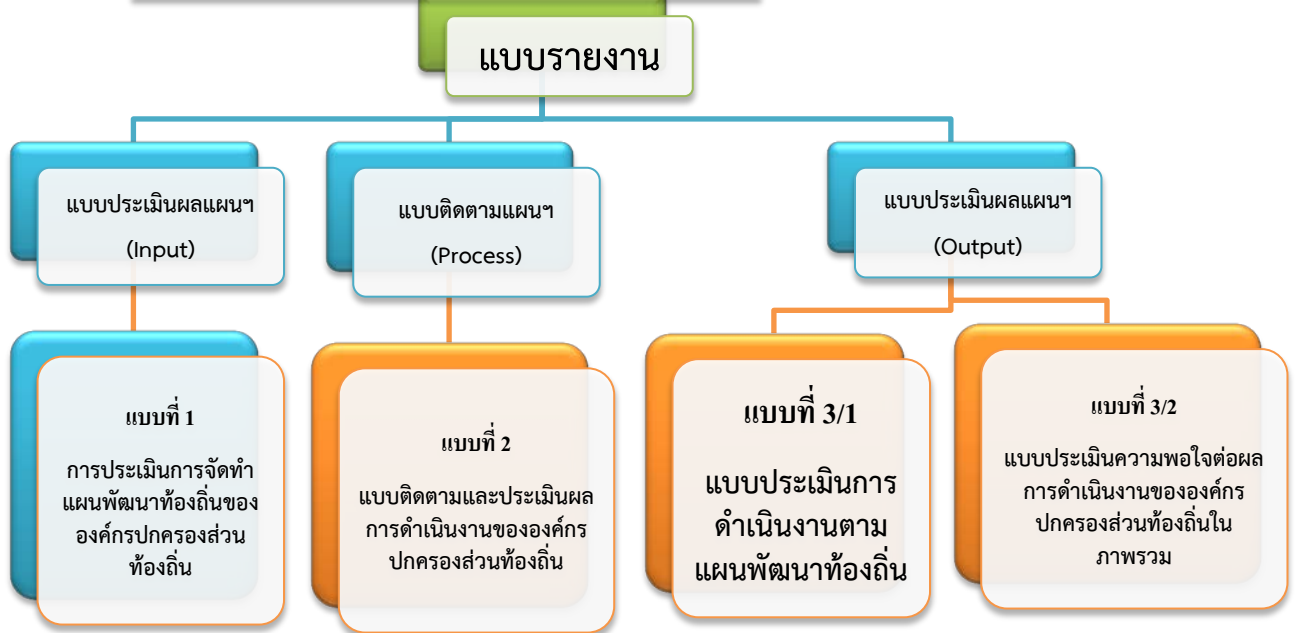 แบบรายงาน
แบบประเมินผลแผนฯ
(Input)
แบบติดตามแผนฯ
(Process)
แบบประเมินผลแผนฯ
(Output)
แบบที่ 1
การประเมินการจัดทำ
แผนพัฒนาท้องถิ่นของ
องค์กรปกครองส่วน
ท้องถิ่น
แบบที่ 2
แบบติดตามและประเมินผล
การดำเนินงานขององค์กร
ปกครองส่วนท้องถิ่น
แบบที่ 3/1
แบบประเมินการ
ดำเนินงานตาม
แผนพัฒนาท้องถิ่น
แบบที่ 3/2
แบบประเมินความพอใจต่อผล
การดำเนินงานขององค์กร
ปกครองส่วนท้องถิ่นใน
ภาพรวม